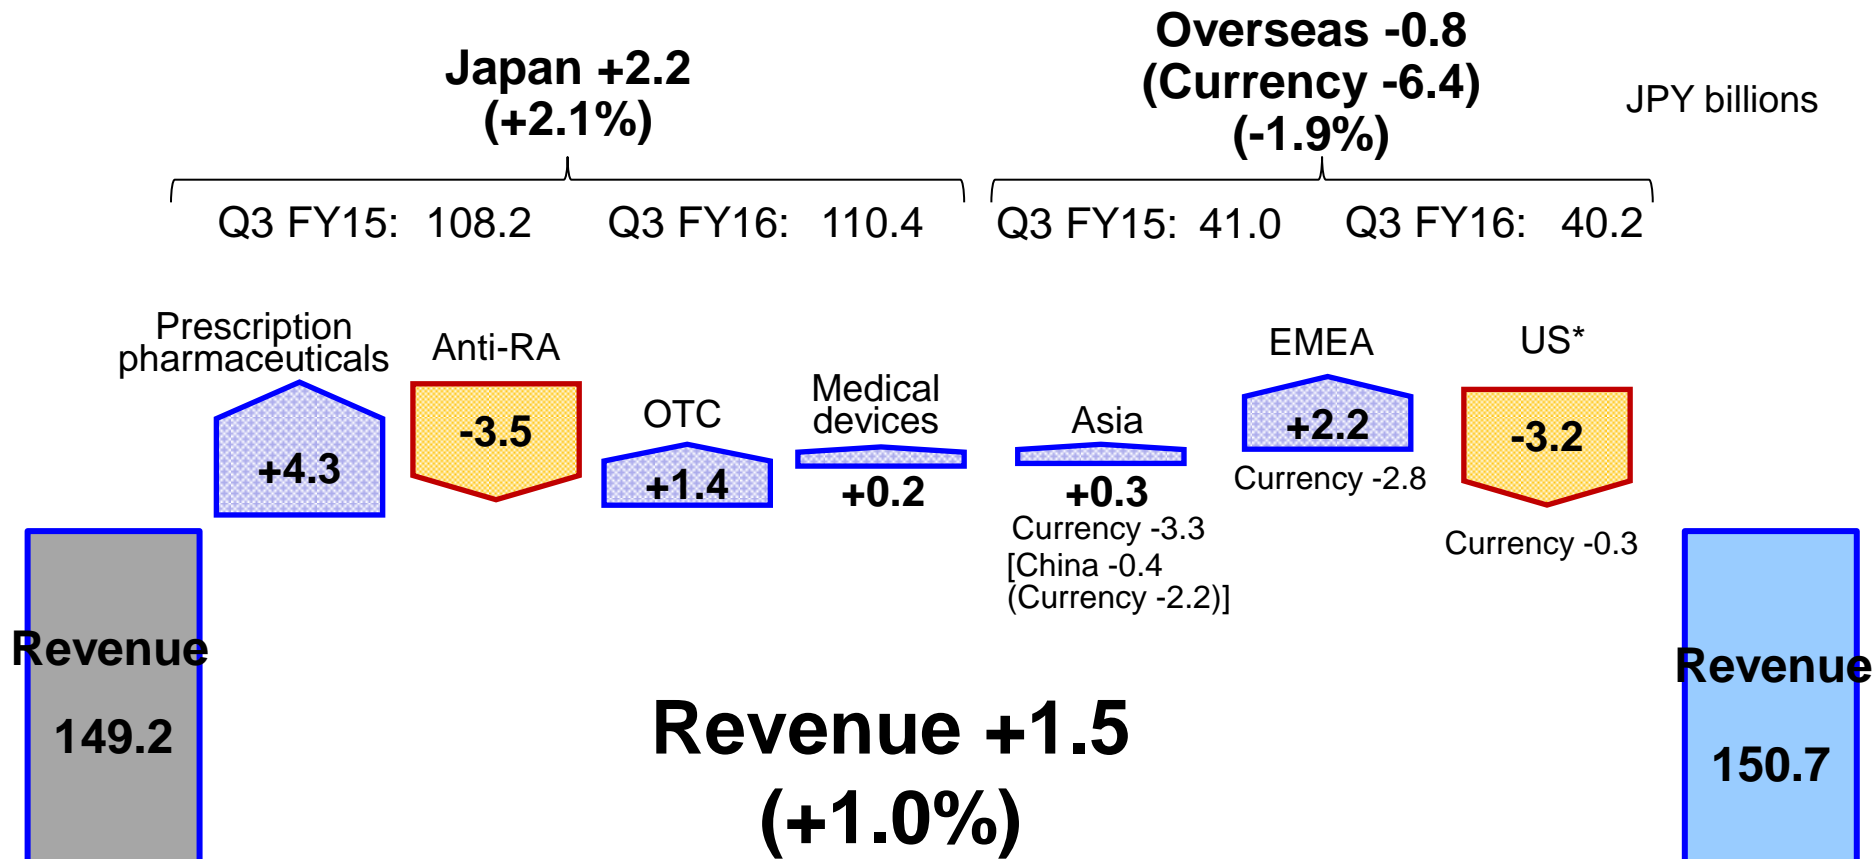 Japan +2.2
(+2.1%)
Overseas -0.8
(Currency -6.4)
(-1.9%)
JPY billions
Q3 FY15: 108.2
Q3 FY16: 110.4
Q3 FY15: 41.0
Q3 FY16: 40.2
Prescription
pharmaceuticals
+4.3
Anti-RA
-3.5
OTC
+1.4
Medical
devices
+0.2
Asia
+0.3
Currency -3.3
[China -0.4
(Currency -2.2)]
EMEA
+2.2
Currency -2.8
US*
-3.2
Currency -0.3
Revenue
149.2
Revenue +1.5
(+1.0%)
Revenue
150.7